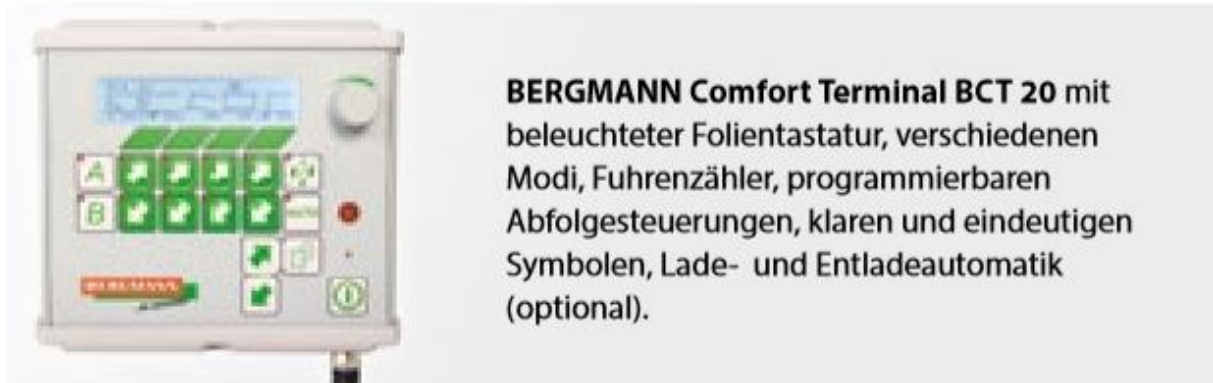 A
B
BERGMANN
BERGMANN Comfort Terminal BCT 20 mit
beleuchteter Folientastatur, verschiedenen
Modi, Fuhrenzähler, programmierbaren
Abfolgesteuerungen, klaren und eindeutigen
Symbolen, Lade- und Entladeautomatik
(optional).